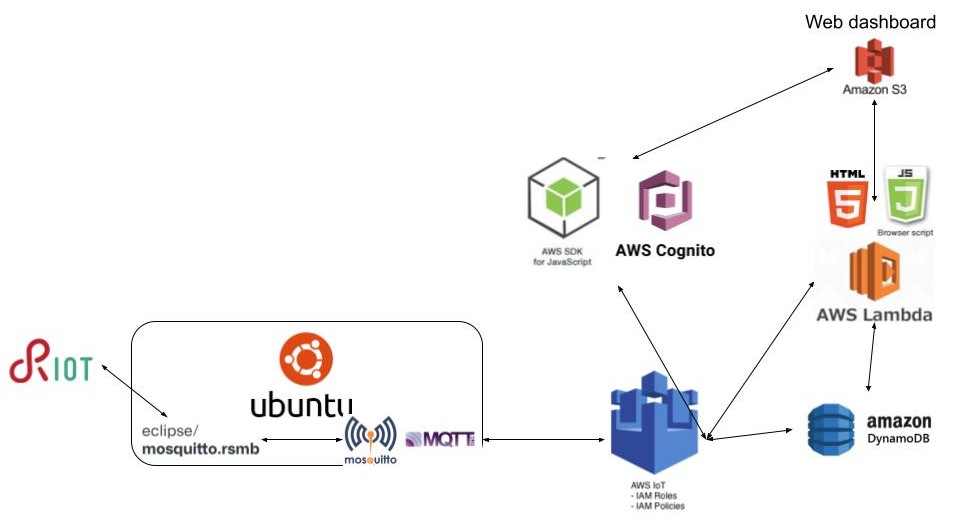 Web dashboard
Amazon S3
HTML
5
JS
J
Browser script
AWS SDK
for JavaScript
AWS Cognito
AWS Lambda
RIOT
ubuntu
eclipse/
mosquitto.rsmb
mosquitto
MQTT
amazon
DynamoDB
AWS IoT
- IAM Roles
- IAM Policies